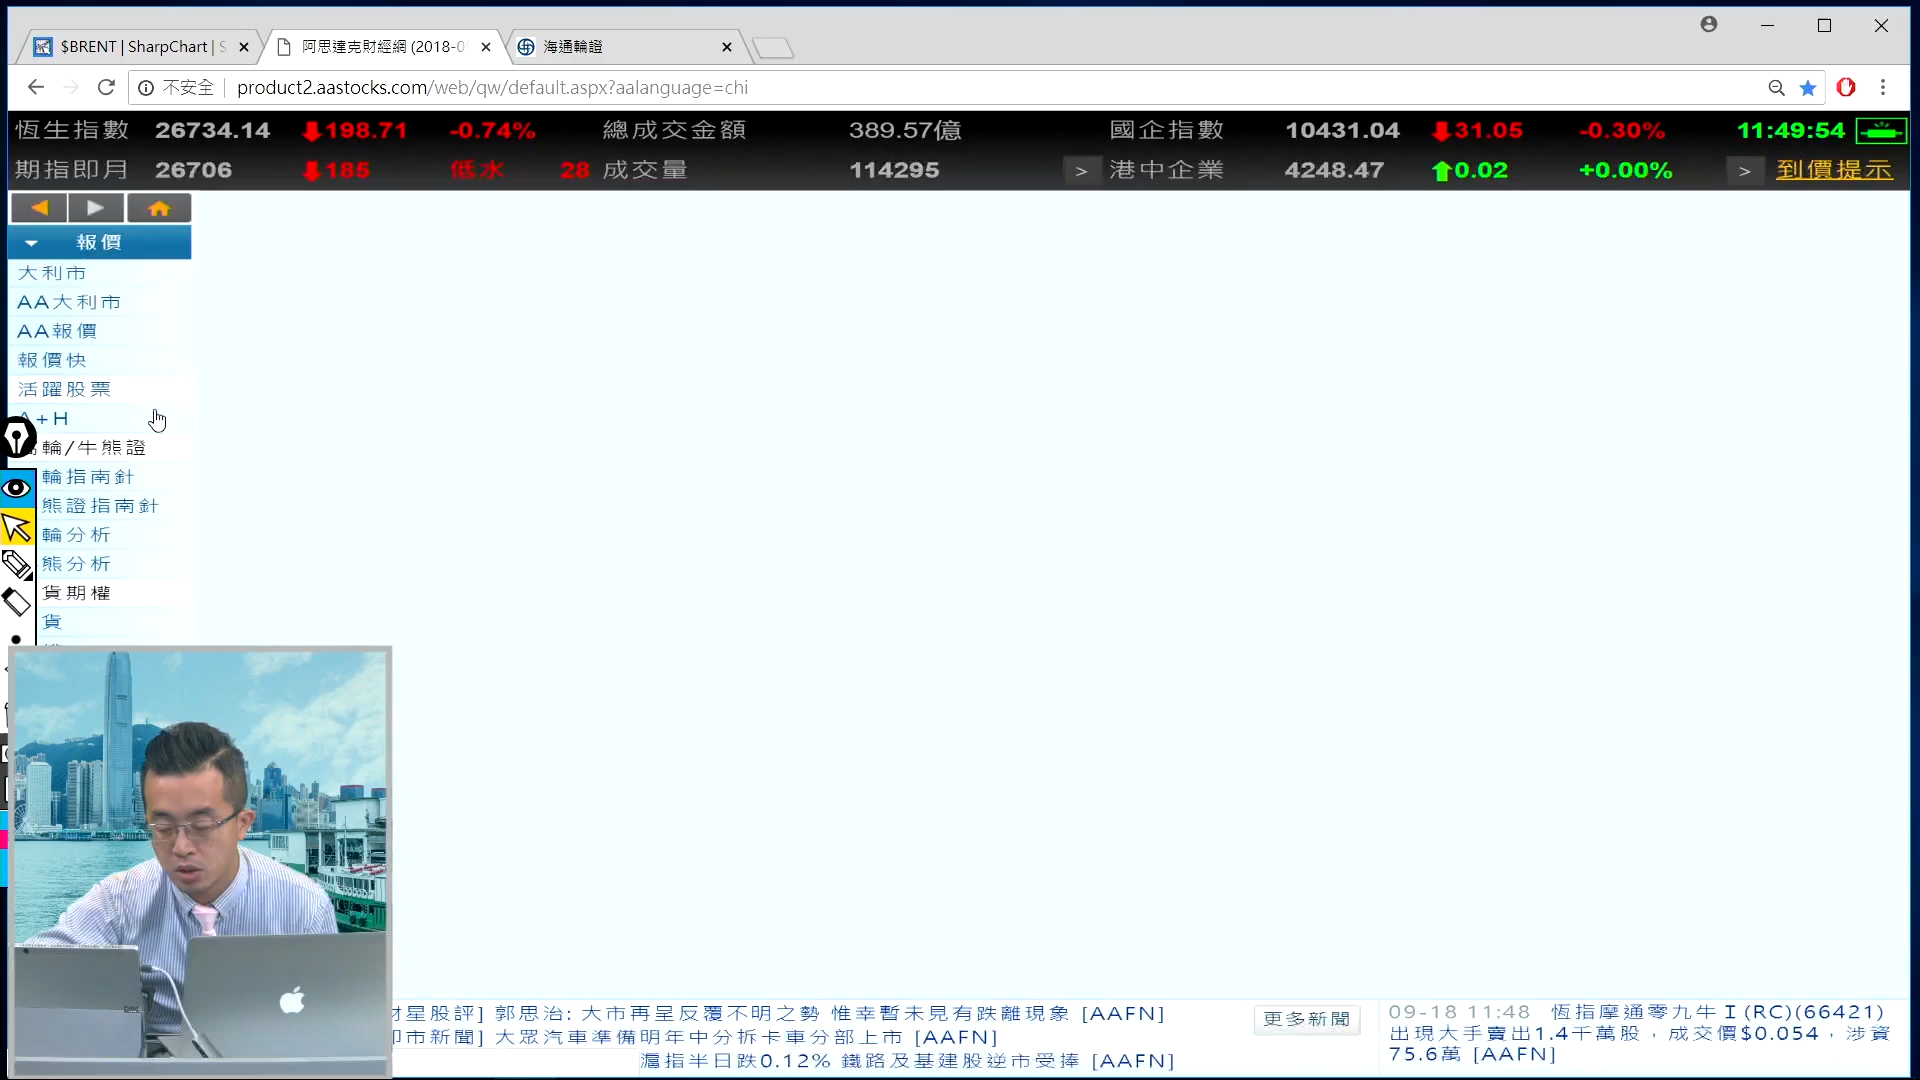 $BRENT | SharpChart | S
阿思達克財經網 (2018-0
海通輪證
不安全
product2.aastocks.com/web/qw/default.aspx?aalanguage=chi
恆生指數 26734.14 198.71 -0.74% 總成交金額 389.57億 國企指數 10431.04 31.05 -0.30% 11:49:54
期指即月 26706 185 低水 28 成交量 114295 > 港中企業 4248.47 0.02 +0.00% > 到價提示
報價
大利市
AA大利市
AA報價
報價快
活躍股票
+H
輪/牛熊證
輪指南針
熊證指南針
輪分析
熊分析
貨期權
貨
星股評] 郭思治: 大市再呈反覆不明之勢 惟幸暫未見有跌離現象 [AAFN]
市新聞] 大眾汽車準備明年中分拆卡車分部上市 [AAFN]
滬指半日跌0.12% 鐵路及基建股逆市受捧 [AAFN]
更多新聞
09-18 11:48 恆指摩通零九牛I(RC)(66421)
出現大手賣出1.4千萬股，成交價$0.054，涉資
75.6萬 [AAFN]